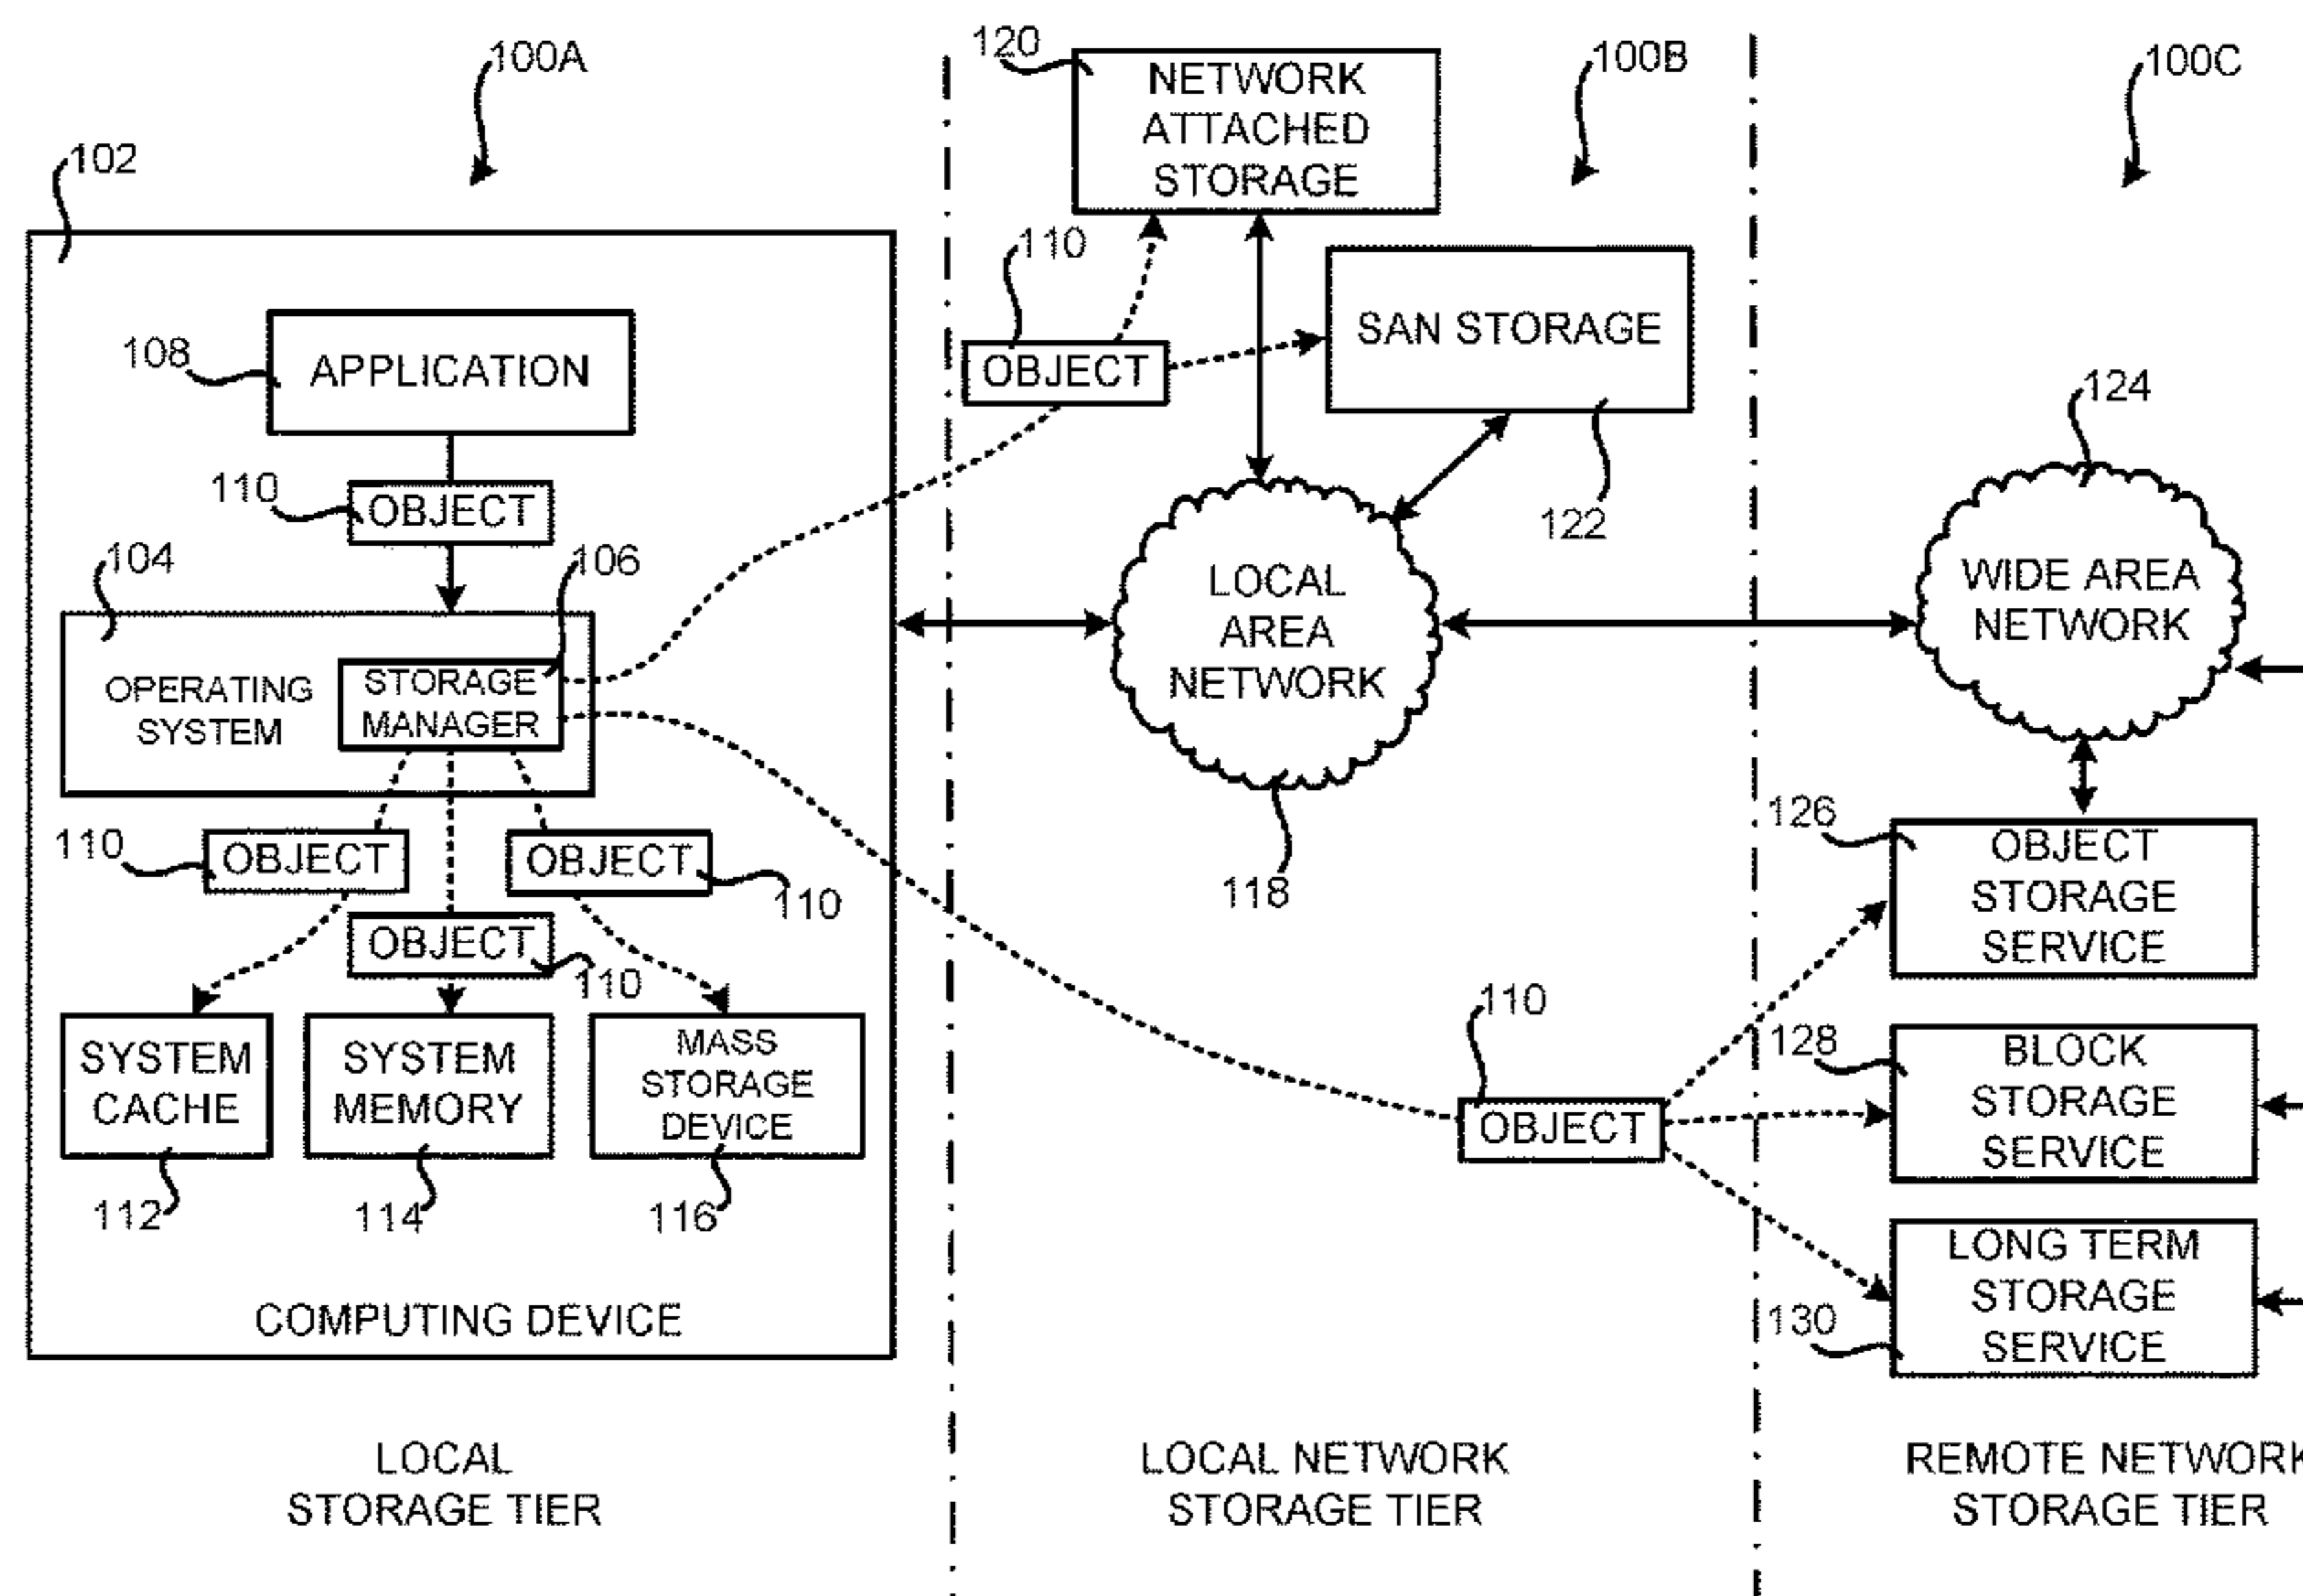 100A
102
108
APPLICATION
110
OBJECT
104
106
OPERATING
SYSTEM
STORAGE
MANAGER
110
OBJECT
OBJECT
110
OBJECT
110
SYSTEM
CACHE
SYSTEM
MEMORY
MASS
STORAGE
DEVICE
112
114
116
COMPUTING DEVICE
LOCAL
STORAGE TIER
120
NETWORK
ATTACHED
STORAGE
100B
110
OBJECT
SAN STORAGE
122
LOCAL
AREA
NETWORK
118
110
OBJECT
LOCAL NETWORK
STORAGE TIER
100C
124
WIDE AREA
NETWORK
126
OBJECT
STORAGE
SERVICE
128
BLOCK
STORAGE
SERVICE
LONG TERM
STORAGE
SERVICE
130
REMOTE NETWORK
STORAGE TIER